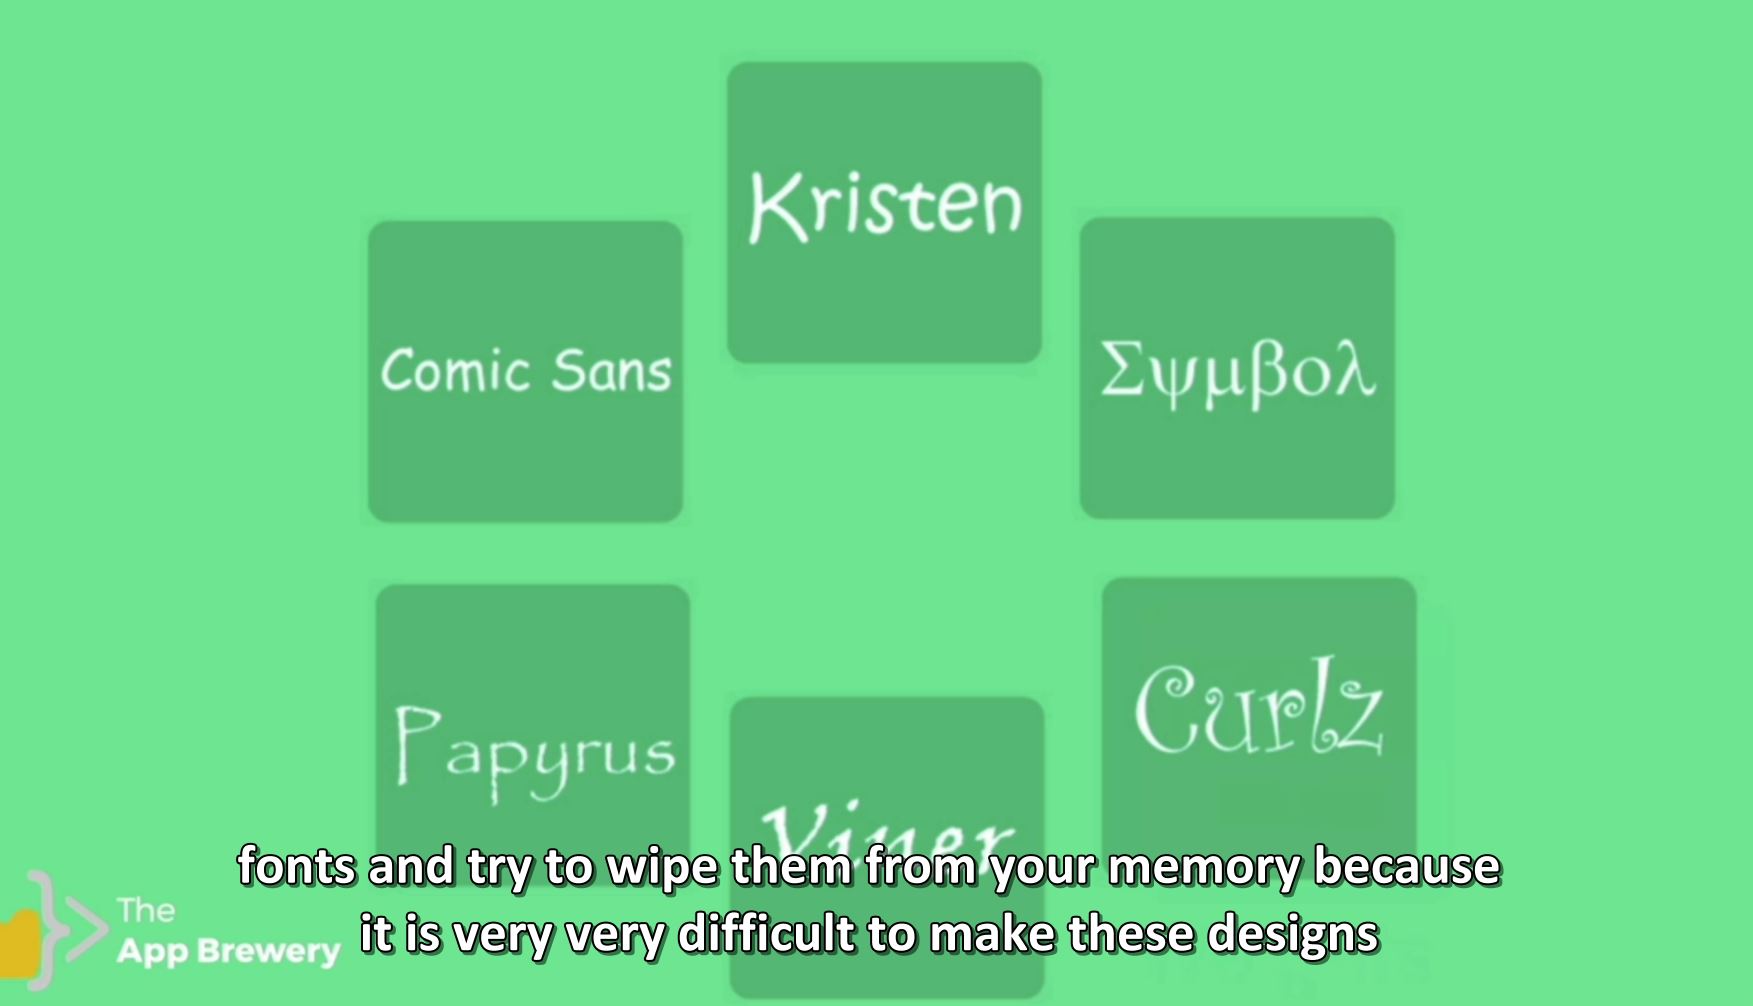 Kristen
Comic Sans
Σψμβολ
Papyrus
Viner
Curlz
fonts and try to wipe them from your memory because
it is very very difficult to make these designs
The
App Brewery